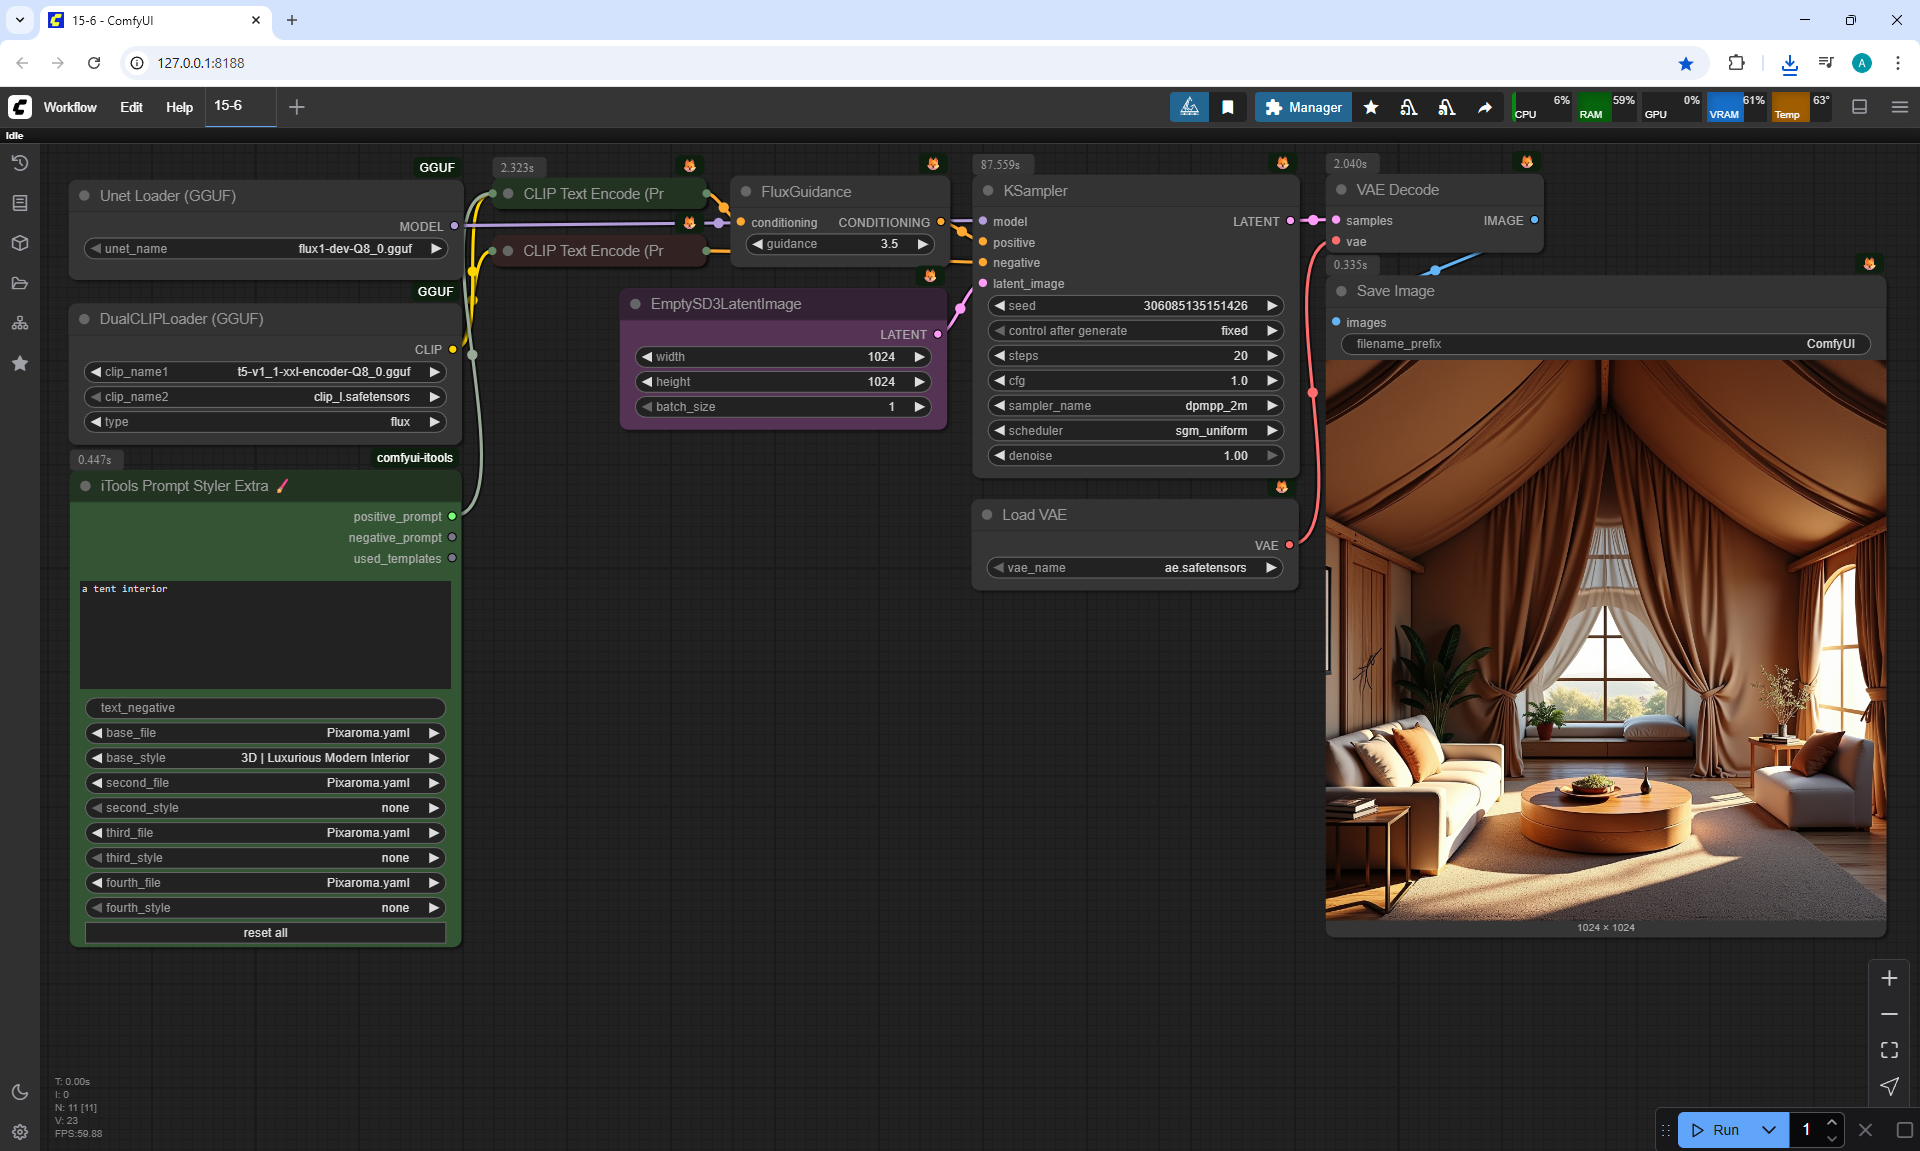 15-6 - ComfyUI
127.0.0.1:8188
A
Workflow
Edit
Help
15-6
Manager
CPU
6%
RAM
59%
GPU
0%
VRAM
61%
Temp
63°
Idle
GGUF
Unet Loader (GGUF)
MODEL
unet_name
flux1-dev-Q8_0.gguf
GGUF
DualCLIPLoader (GGUF)
CLIP
clip_name1
t5-v1_1-xxl-encoder-Q8_0.gguf
clip_name2
clip_l.safetensors
type
flux
0.447s
comfyui-itools
iTools Prompt Styler Extra
positive_prompt
negative_prompt
used_templates
a tent interior
text_negative
base_file
Pixaroma.yaml
base_style
3D | Luxurious Modern Interior
second_file
Pixaroma.yaml
second_style
none
third_file
Pixaroma.yaml
third_style
none
fourth_file
Pixaroma.yaml
fourth_style
none
reset all
2.323s
CLIP Text Encode (Pr
CLIP Text Encode (Pr
FluxGuidance
conditioning
CONDITIONING
guidance
3.5
EmptySD3LatentImage
LATENT
width
1024
height
1024
batch_size
1
87.559s
KSampler
model
LATENT
positive
negative
latent_image
seed
306085135151426
control after generate
fixed
steps
20
cfg
1.0
sampler_name
dpmpp_2m
scheduler
sgm_uniform
denoise
1.00
Load VAE
VAE
vae_name
ae.safetensors
2.040s
VAE Decode
samples
IMAGE
vae
0.335s
Save Image
images
filename_prefix
ComfyUI
1024 × 1024
T: 0.00s
I: 0
N: 11 [11]
V: 23
FPS:59.88
Run
1